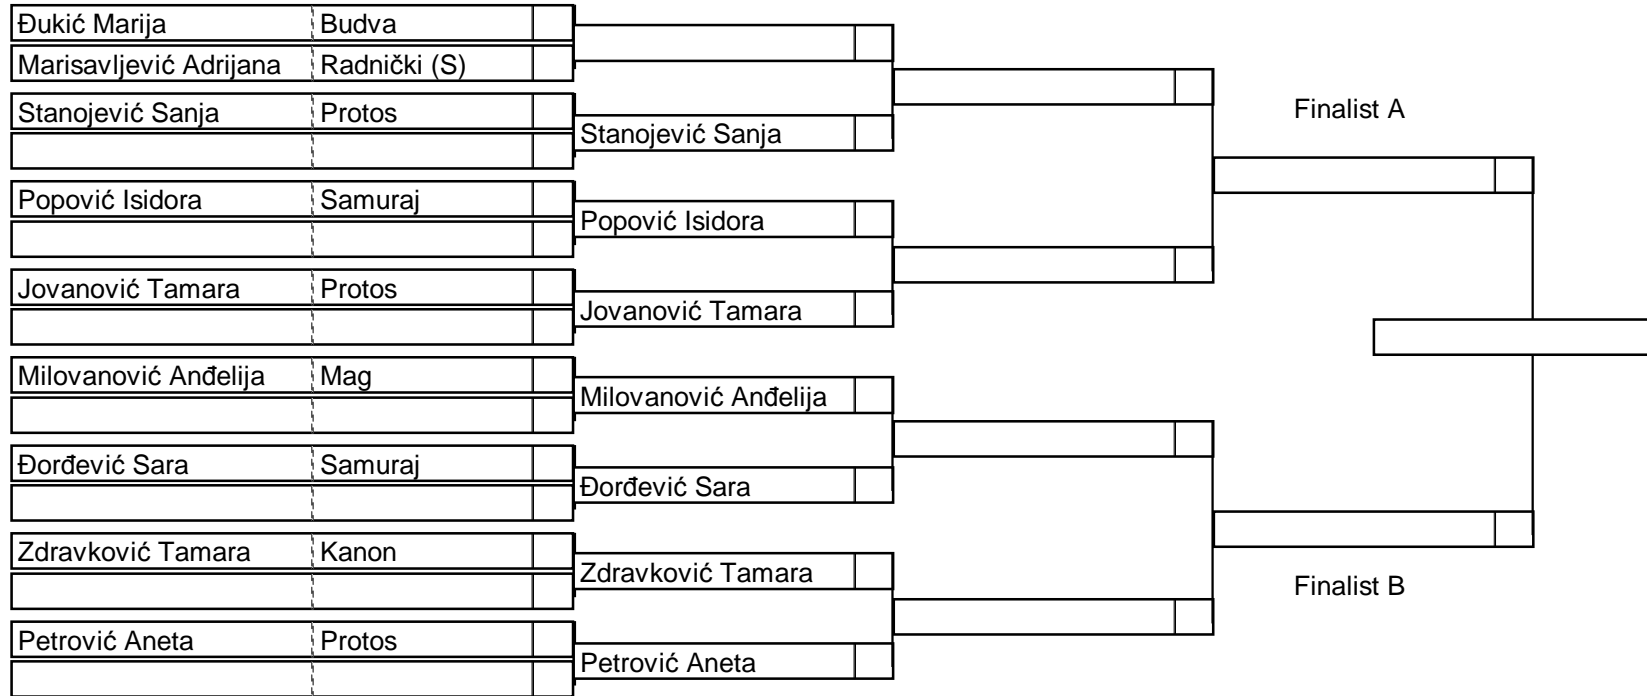 Đukić Marija Budva
Marisavljević Adrijana Radnički (S)
Stanojević Sanja Protos
Stanojević Sanja
Finalist A
Popović Isidora Samuraj
Popović Isidora
Jovanović Tamara Protos
Jovanović Tamara
Milovanović Anđelija Mag
Milovanović Anđelija
Đorđević Sara Samuraj
Đorđević Sara
Zdravković Tamara Kanon
Zdravković Tamara
Finalist B
Petrović Aneta Protos
Petrović Aneta